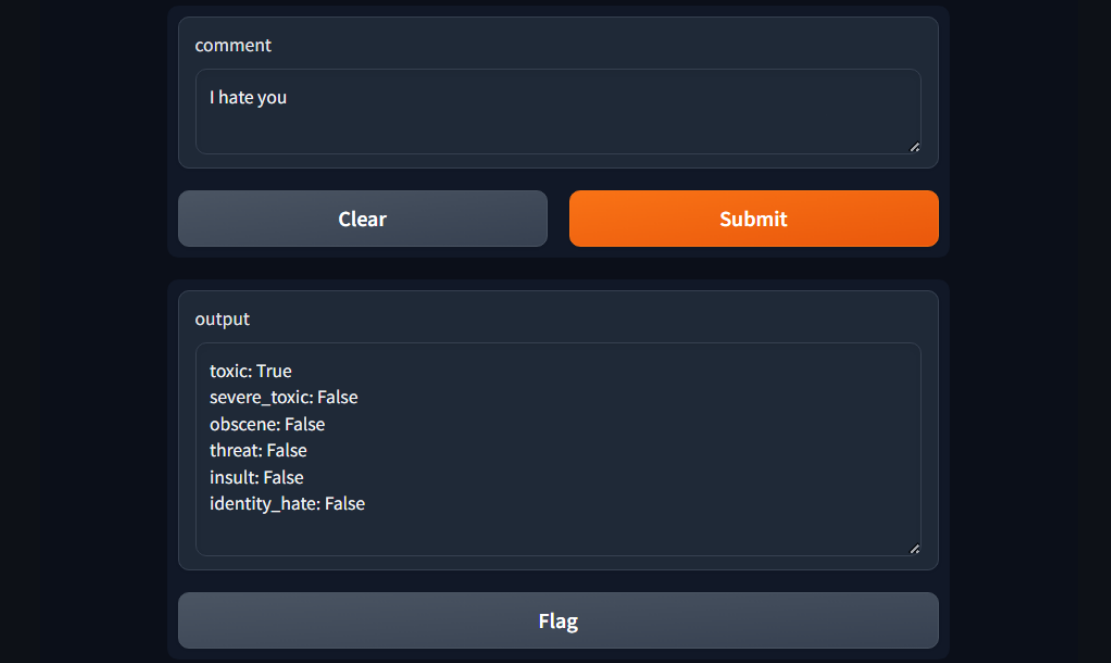 comment
I hate you
Clear
Submit
output
toxic: True
severe_toxic: False
obscene: False
threat: False
insult: False
identity_hate: False
Flag